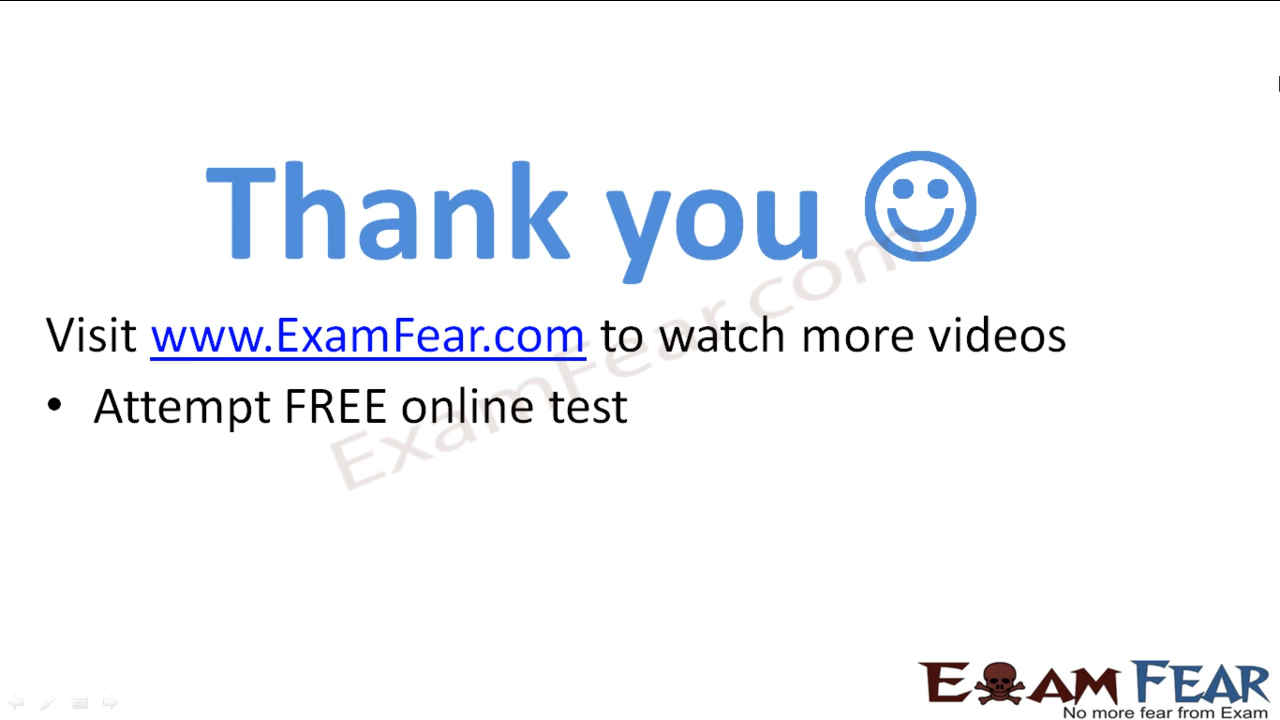 Thank you ☺
Visit www.ExamFear.com to watch more videos
• Attempt FREE online test
ExamFear.com
EXAM FEAR
No more fear from Exam